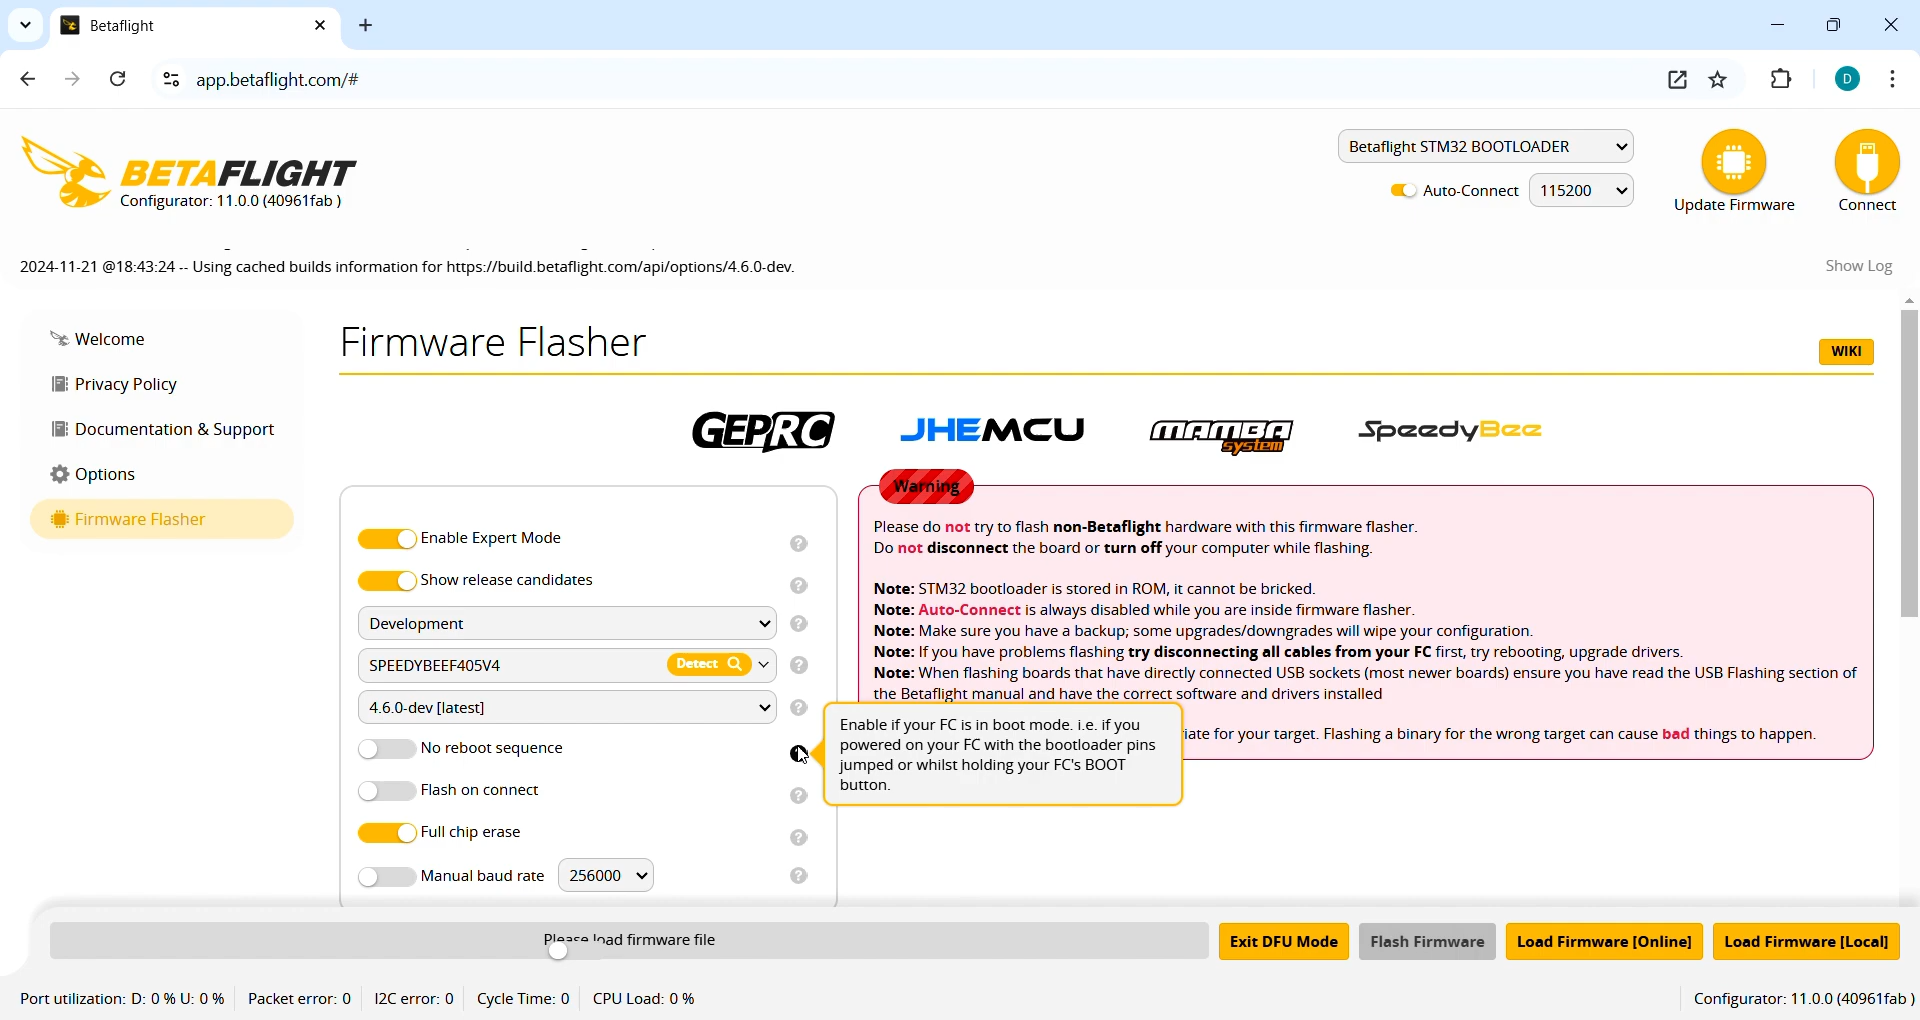 Betaflight
app.betaflight.com/#
D
BETAFLIGHT
Configurator: 11.0.0 (40961fab )
Betaflight STM32 BOOTLOADER
Auto-Connect
115200
Update Firmware
Connect
2024-11-21 @18:43:24 -- Using cached builds information for https://build.betaflight.com/api/options/4.6.0-dev.
Show Log
Welcome
Privacy Policy
Documentation & Support
Options
Firmware Flasher
Firmware Flasher
WIKI
GEPRC
JHEMCU
MAMBA
system
SpeedyBee
Enable Expert Mode
?
Show release candidates
?
Development
?
SPEEDYBEEF405V4
Detect
?
4.6.0-dev [latest]
?
No reboot sequence
Flash on connect
?
Full chip erase
?
Manual baud rate
256000
?
Warning
Please do not try to flash non-Betaflight hardware with this firmware flasher.
Do not disconnect the board or turn off your computer while flashing.
Note: STM32 bootloader is stored in ROM, it cannot be bricked.
Note: Auto-Connect is always disabled while you are inside firmware flasher.
Note: Make sure you have a backup; some upgrades/downgrades will wipe your configuration.
Note: If you have problems flashing try disconnecting all cables from your FC first, try rebooting, upgrade drivers.
Note: When flashing boards that have directly connected USB sockets (most newer boards) ensure you have read the USB Flashing section of
the Betaflight manual and have the correct software and drivers installed
iate for your target. Flashing a binary for the wrong target can cause bad things to happen.
Enable if your FC is in boot mode. i.e. if you
powered on your FC with the bootloader pins
jumped or whilst holding your FC's BOOT
button.
Please load firmware file
Exit DFU Mode
Flash Firmware
Load Firmware [Online]
Load Firmware [Local]
Port utilization: D: 0 % U: 0 %
Packet error: 0
I2C error: 0
Cycle Time: 0
CPU Load: 0 %
Configurator: 11.0.0 (40961fab )